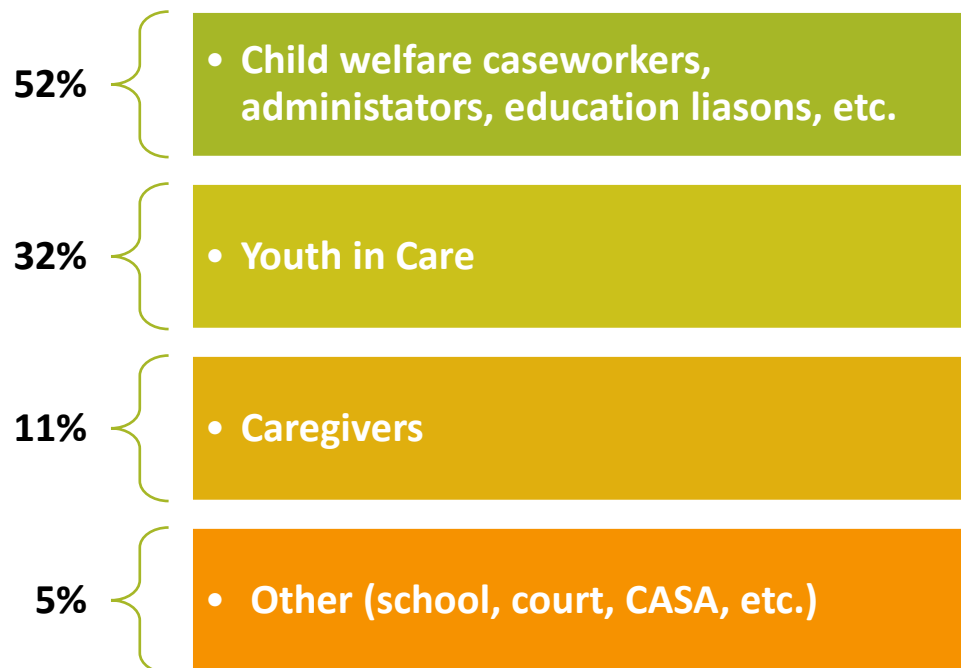 52%
• Child welfare caseworkers,
administators, education liasons, etc.
32%
• Youth in Care
11%
• Caregivers
5%
• Other (school, court, CASA, etc.)